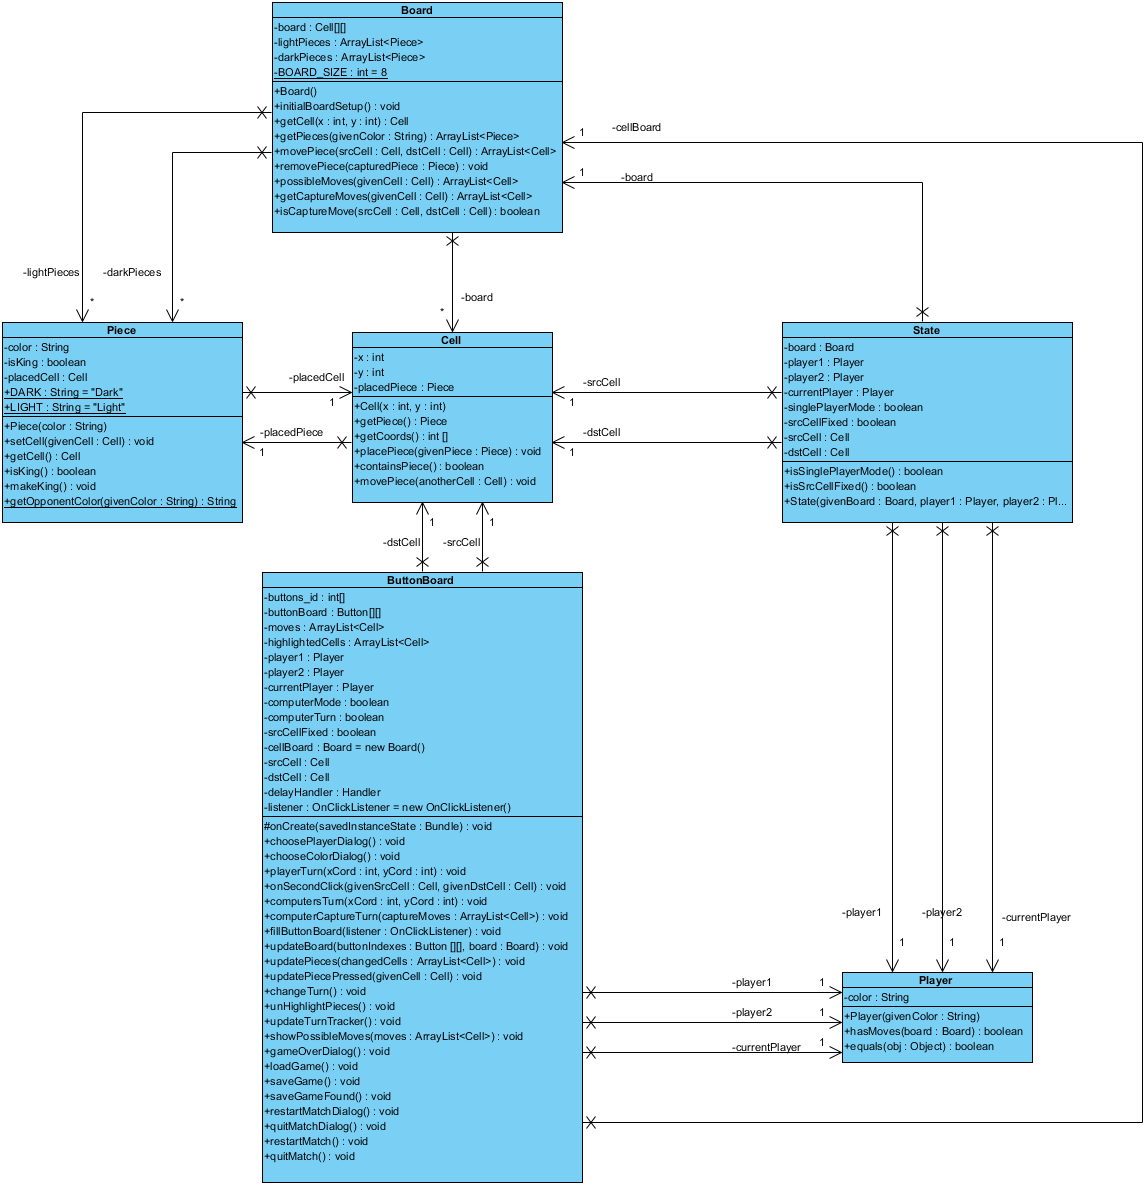 Board
-board : Cell[][]
-lightPieces : ArrayList<Piece>
-darkPieces : ArrayList<Piece>
-BOARD_SIZE : int = 8
+Board()
+initialBoardSetup() : void
+getCell(x : int, y : int) : Cell
+getPieces(givenColor : String) : ArrayList<Piece>
+movePiece(srcCell : Cell, dstCell : Cell) : ArrayList<Cell>
+removePiece(capturedPiece : Piece) : void
+possibleMoves(givenCell : Cell) : ArrayList<Cell>
+getCaptureMoves(givenCell : Cell) : ArrayList<Cell>
+isCaptureMove(srcCell : Cell, dstCell : Cell) : boolean
1
-cellBoard
1
-board
-lightPieces
*
-darkPieces
*
-board
*
Piece
-color : String
-isKing : boolean
-placedCell : Cell
+DARK : String = "Dark"
+LIGHT : String = "Light"
+Piece(color : String)
+setCell(givenCell : Cell) : void
+getCell() : Cell
+isKing() : boolean
+makeKing() : void
+getOpponentColor(givenColor : String) : String
-placedCell
1
-placedPiece
1
Cell
-x : int
-y : int
-placedPiece : Piece
+Cell(x : int, y : int)
+getPiece() : Piece
+getCoords() : int []
+placePiece(givenPiece : Piece) : void
+containsPiece() : boolean
+movePiece(anotherCell : Cell) : void
-srcCell
1
-dstCell
1
State
-board : Board
-player1 : Player
-player2 : Player
-currentPlayer : Player
-singlePlayerMode : boolean
-srcCellFixed : boolean
-srcCell : Cell
-dstCell : Cell
+isSinglePlayerMode() : boolean
+isSrcCellFixed() : boolean
+State(givenBoard : Board, player1 : Player, player2 : Pl...
1
-dstCell
1
-srcCell
ButtonBoard
-buttons_id : int[]
-buttonBoard : Button[][]
-moves : ArrayList<Cell>
-highlightedCells : ArrayList<Cell>
-player1 : Player
-player2 : Player
-currentPlayer : Player
-computerMode : boolean
-computerTurn : boolean
-srcCellFixed : boolean
-cellBoard : Board = new Board()
-srcCell : Cell
-dstCell : Cell
-delayHandler : Handler
-listener : OnClickListener = new OnClickListener()
#onCreate(savedInstanceState : Bundle) : void
+choosePlayerDialog() : void
+chooseColorDialog() : void
+playerTurn(xCord : int, yCord : int) : void
+onSecondClick(givenSrcCell : Cell, givenDstCell : Cell) : void
+computersTurn(xCord : int, yCord : int) : void
+computerCaptureTurn(captureMoves : ArrayList<Cell>) : void
+fillButtonBoard(listener : OnClickListener) : void
+updateBoard(buttonIndexes : Button [][], board : Board) : void
+updatePieces(changedCells : ArrayList<Cell>) : void
+updatePiecePressed(givenCell : Cell) : void
+changeTurn() : void
+unHighlightPieces() : void
+updateTurnTracker() : void
+showPossibleMoves(moves : ArrayList<Cell>) : void
+gameOverDialog() : void
+loadGame() : void
+saveGame() : void
+saveGameFound() : void
+restartMatchDialog() : void
+quitMatchDialog() : void
+restartMatch() : void
+quitMatch() : void
-player1
1
-player2
1
-currentPlayer
1
-player1
1
-player2
1
-currentPlayer
1
Player
-color : String
+Player(givenColor : String)
+hasMoves(board : Board) : boolean
+equals(obj : Object) : boolean